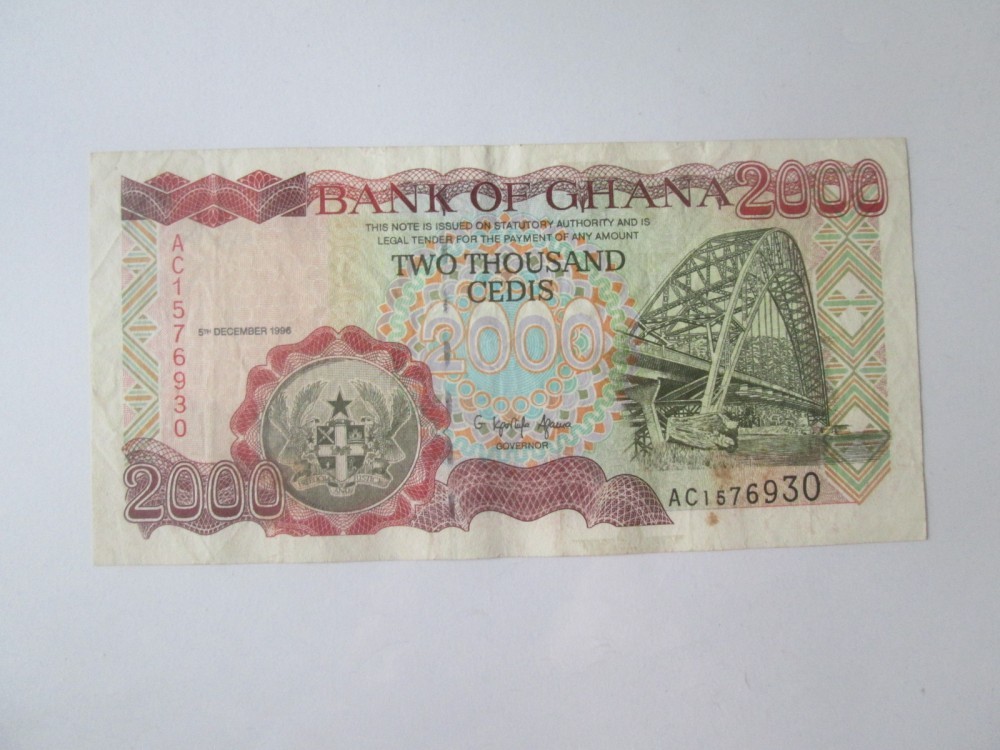 BANK OF GHANA 2000
THIS NOTE IS ISSUED ON STATUTORY AUTHORITY AND IS
LEGAL TENDER FOR THE PAYMENT OF ANY AMOUNT
TWO THOUSAND
CEDIS
AC1576930
5TH DECEMBER 1996
2000
GOVERNOR
2000
AC1576930